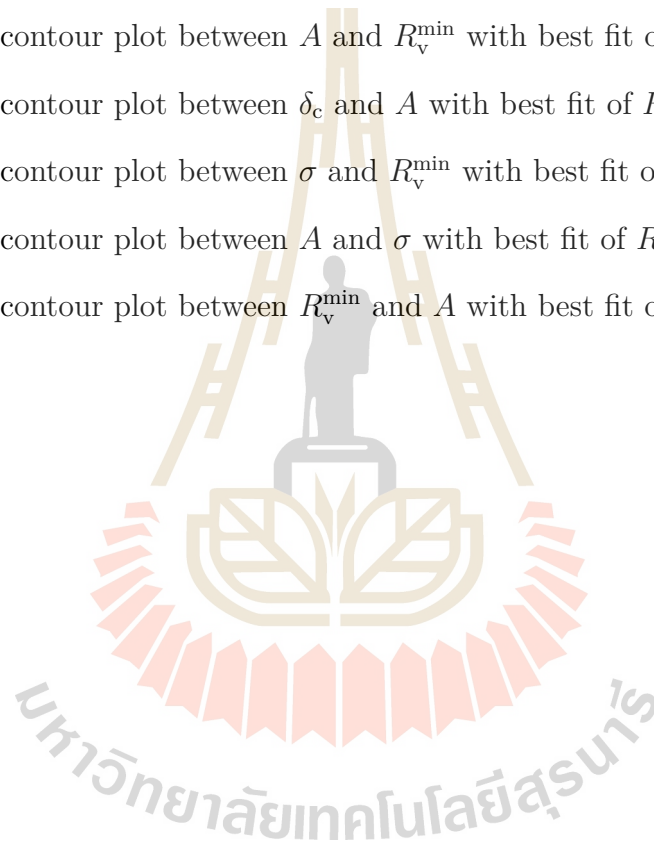 contour plot between A and R_v^min with best fit o
contour plot between δ_c and A with best fit of R
contour plot between σ and R_v^min with best fit o
contour plot between A and σ with best fit of R
contour plot between R_v^min and A with best fit o
มหาวิทยาลัยเทคโนโลยีสุรนารี